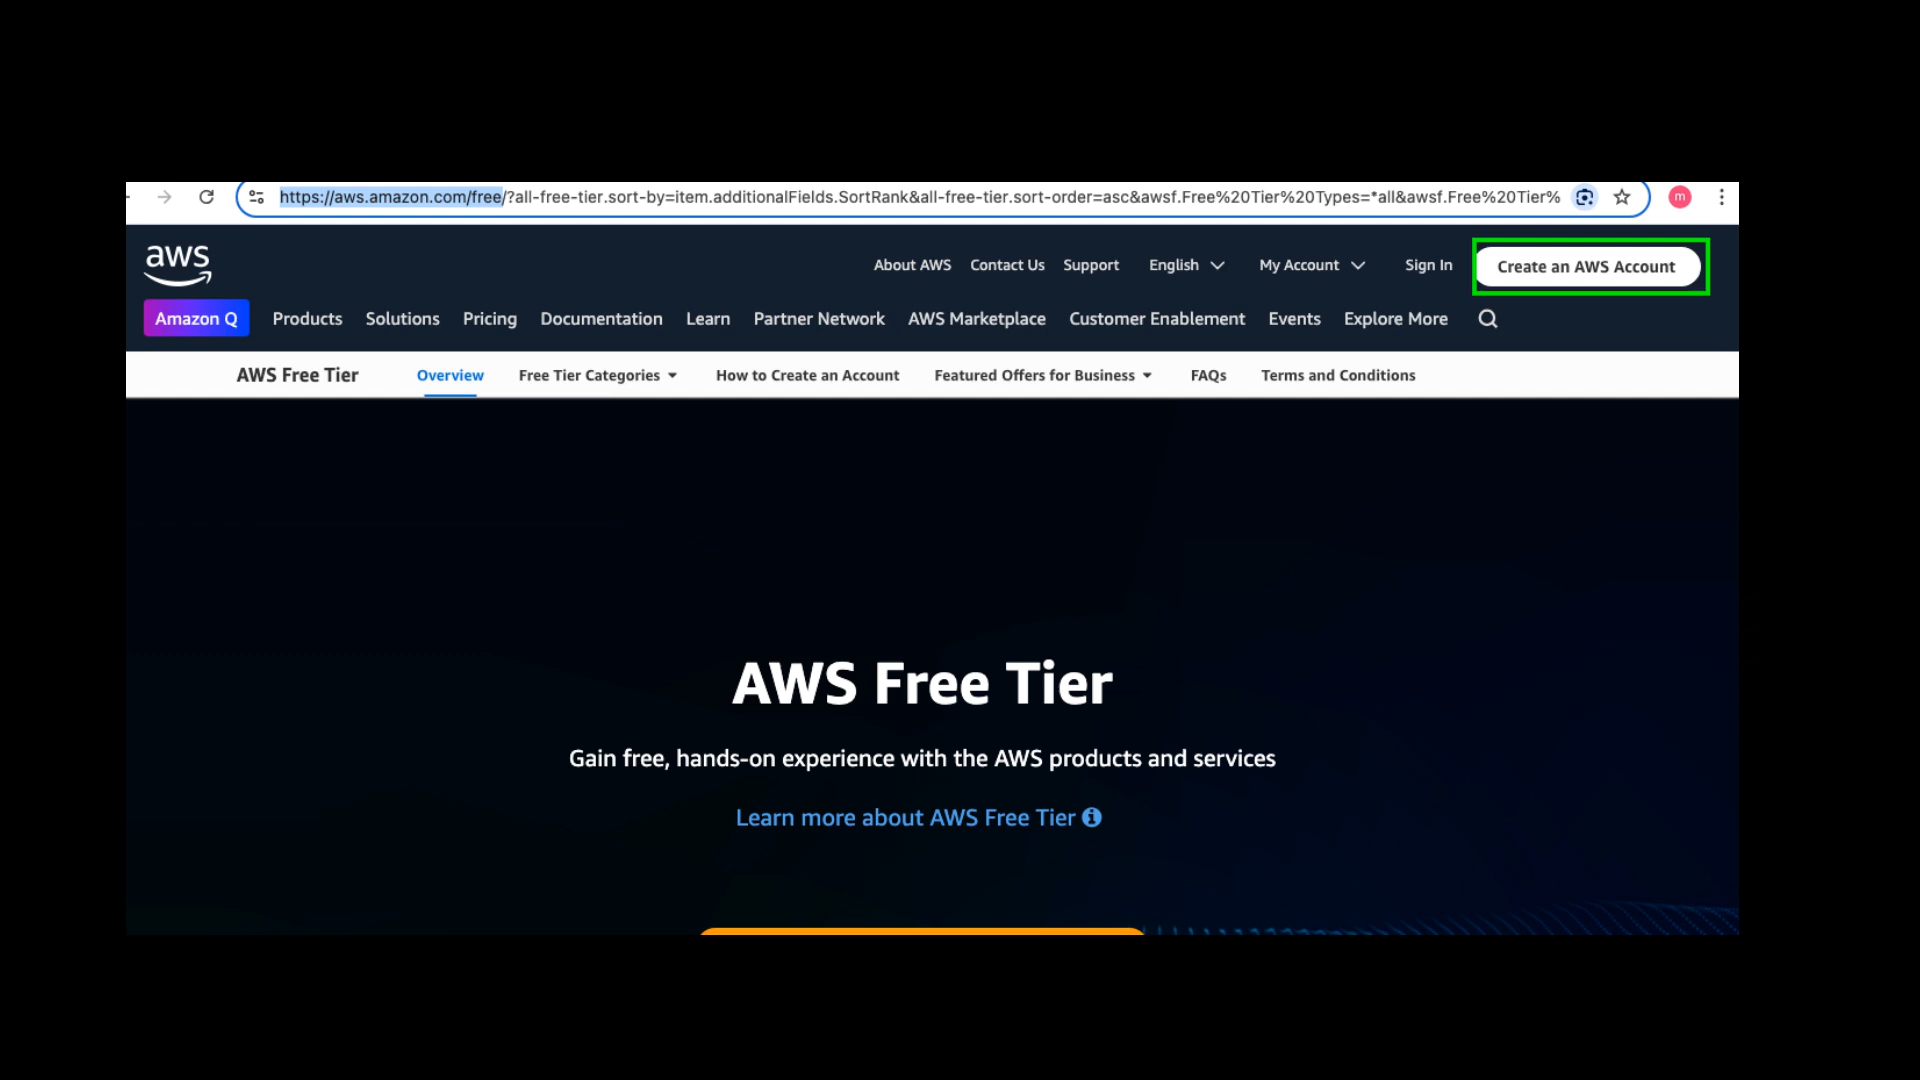 https://aws.amazon.com/free/?all-free-tier.sort-by=item.additionalFields.SortRank&all-free-tier.sort-order=asc&awsf.Free%20Tier%20Types=*all&awsf.Free%20Tier%
m
aws
About AWS Contact Us Support English My Account Sign In Create an AWS Account
Amazon Q Products Solutions Pricing Documentation Learn Partner Network AWS Marketplace Customer Enablement Events Explore More
AWS Free Tier Overview Free Tier Categories How to Create an Account Featured Offers for Business FAQs Terms and Conditions
AWS Free Tier
Gain free, hands-on experience with the AWS products and services
Learn more about AWS Free Tier